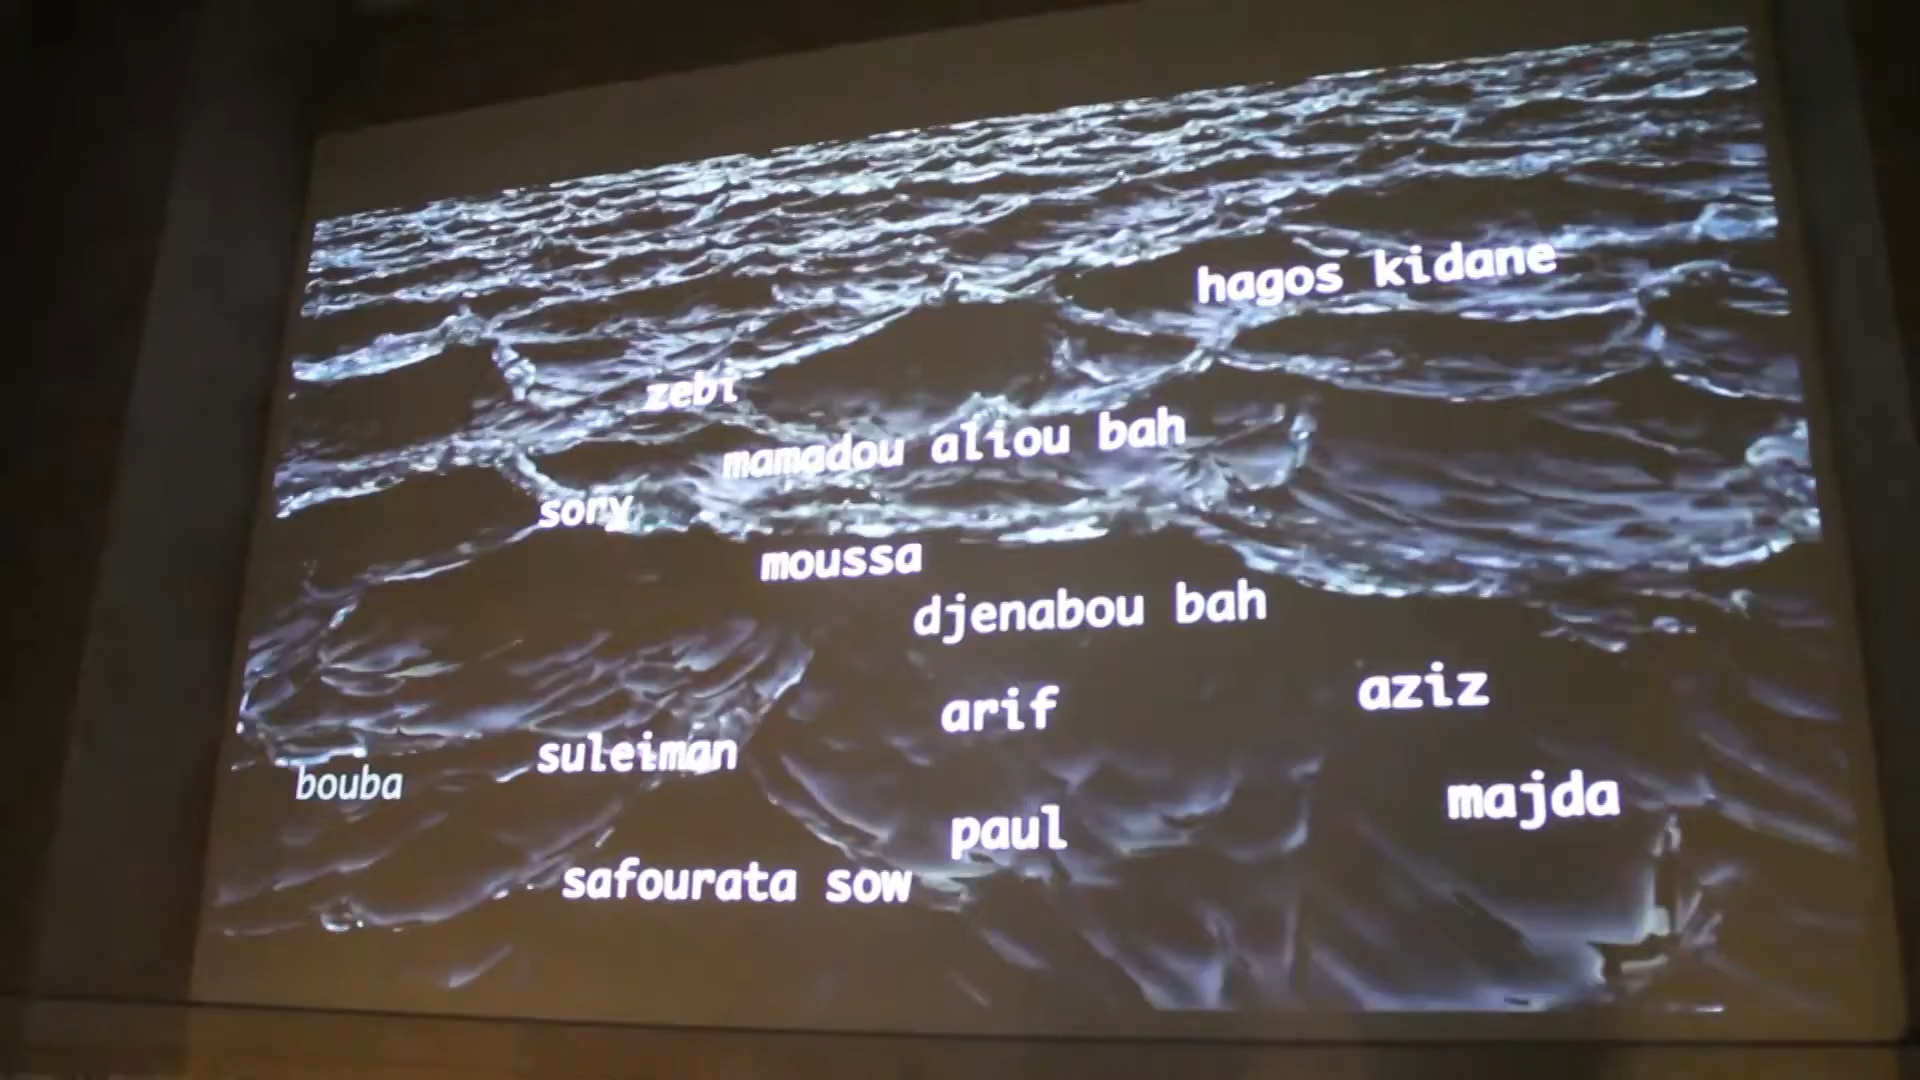 hagos kidane
zebi
mamadou aliou bah
sory
moussa
djenabou bah
aziz
arif
suleiman
bouba
majda
paul
safourata sow